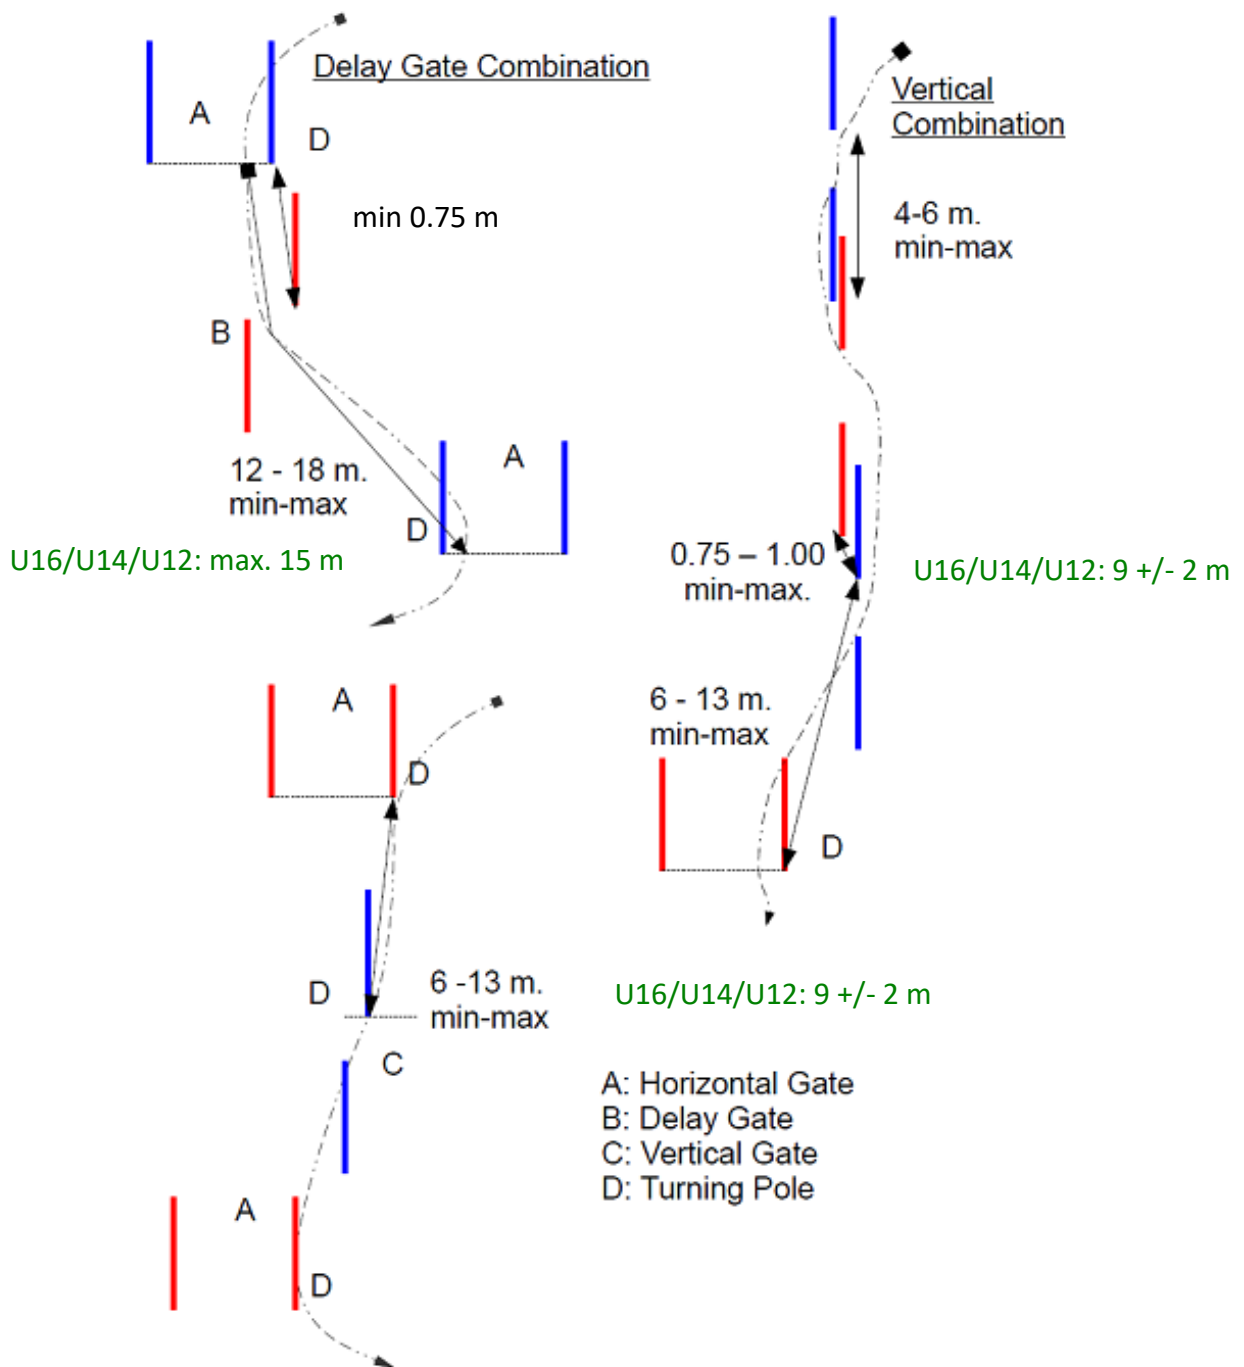 Delay Gate Combination
A
D
min 0.75 m
B
12 - 18 m.
min-max
A
D
U16/U14/U12: max. 15 m
Vertical
Combination
4-6 m.
min-max
0.75 – 1.00
min-max.
U16/U14/U12: 9 +/- 2 m
6 - 13 m.
min-max
D
A
D
D
6 -13 m.
min-max
U16/U14/U12: 9 +/- 2 m
C
A
D
A: Horizontal Gate
B: Delay Gate
C: Vertical Gate
D: Turning Pole